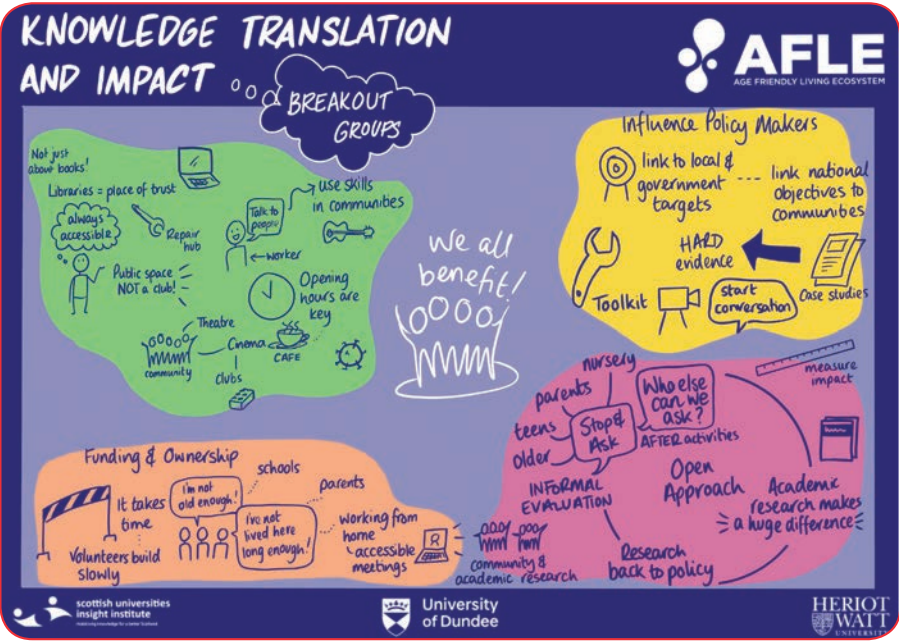 KNOWLEDGE TRANSLATION
AND IMPACT
BREAKOUT
GROUPS
AFLE
AGE FRIENDLY LIVING ECOSYSTEM
Not just
about books!
Libraries = place of trust
always
accessible
Repair
hub
Public space
NOT a club!
Talk to
people
worker
use skills
in communities
Opening
hours are
key
Theatre
Cinema
CAFE
community
clubs
We all
benefit!
Influence Policy Makers
link to local &
government
targets
link national
objectives to
communities
HARD
evidence
Case studies
Toolkit
start
conversation
Funding & Ownership
It takes
time
Volunteers build
slowly
I'm not
old enough!
I've not
lived here
long enough!
schools
parents
working from
home
accessible
meetings
R
nursery
parents
teens
older
Stop &
Ask
Who else
can we
ask?
AFTER activities
INFORMAL
EVALUATION
measure
impact
Open
Approach
Academic
research makes
a huge difference
Research
back to policy
community &
academic research
scottish universities
insight institute
University
of Dundee
HERIOT
WATT
UNIVERSITY